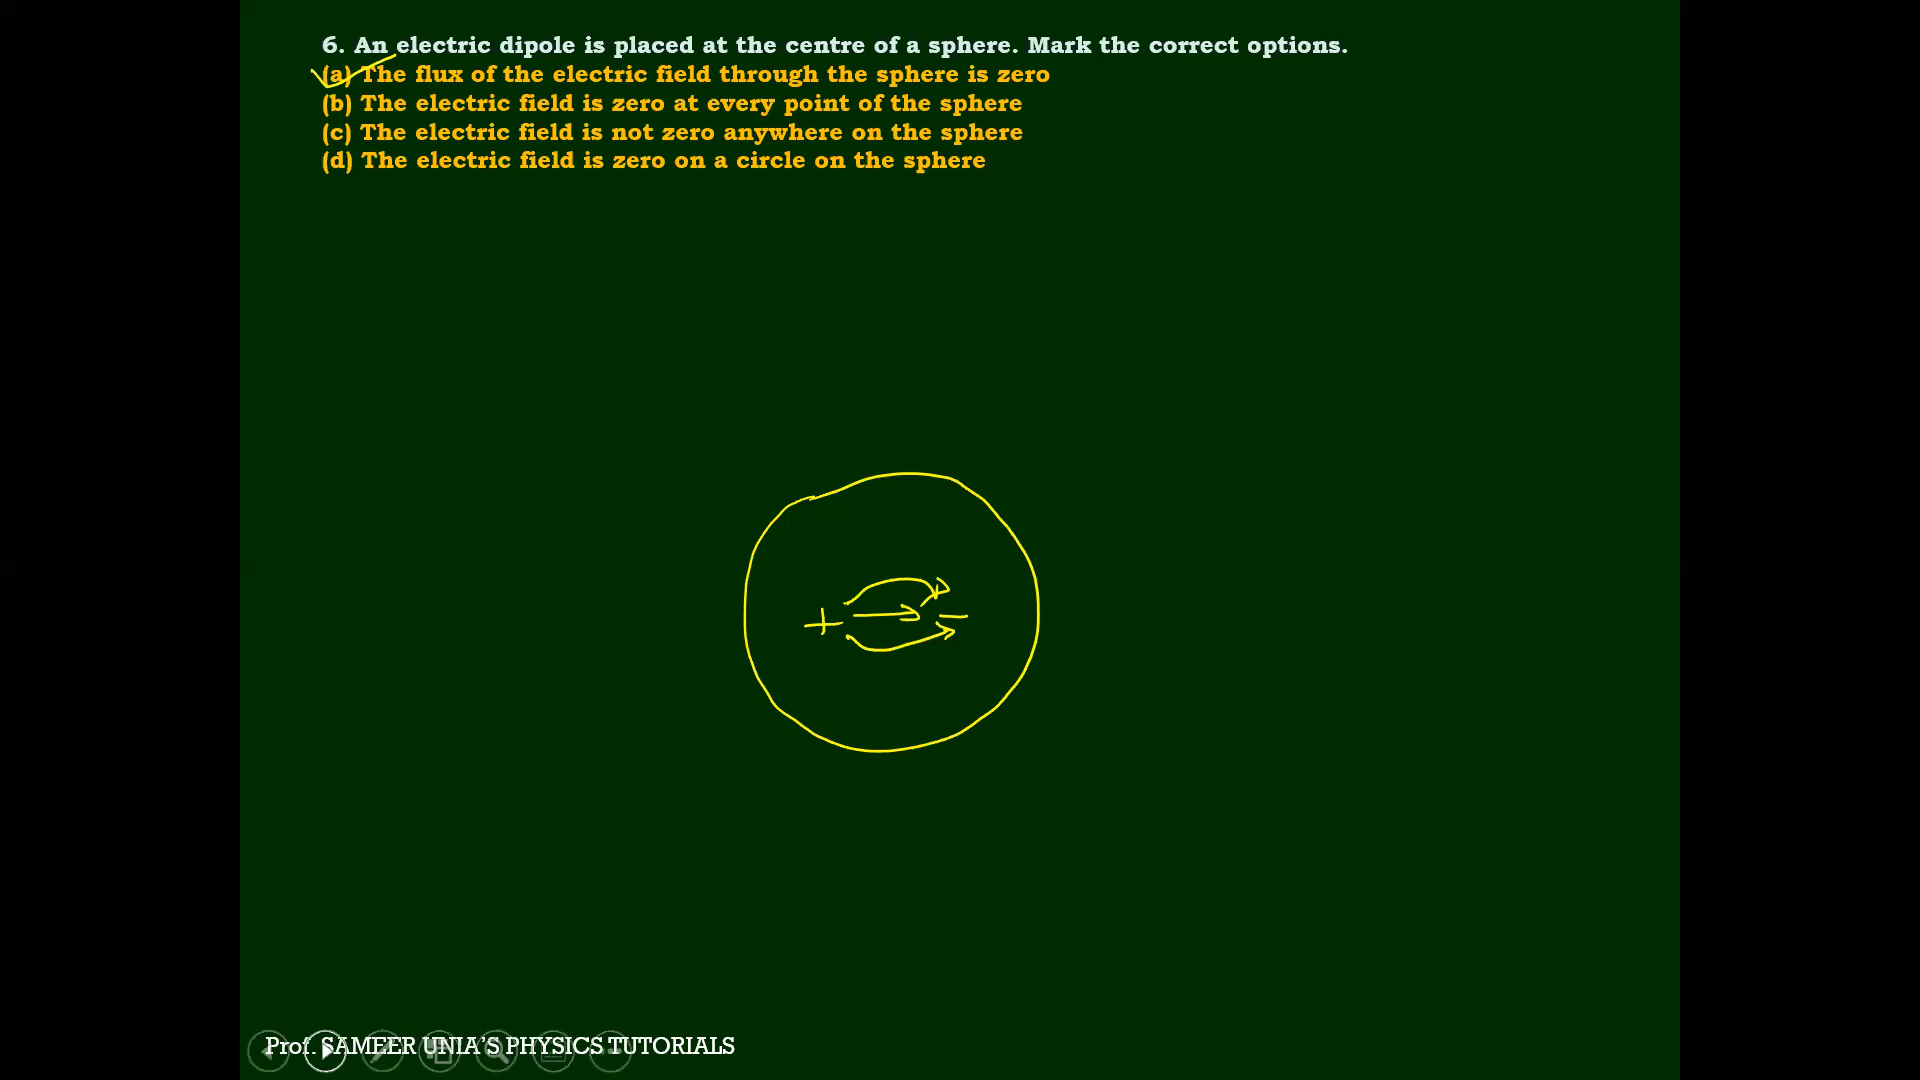 6. An electric dipole is placed at the centre of a sphere. Mark the correct options.
(a) The flux of the electric field through the sphere is zero
(b) The electric field is zero at every point of the sphere
(c) The electric field is not zero anywhere on the sphere
(d) The electric field is zero on a circle on the sphere
+ −
Prof. SAMEER UNIA'S PHYSICS TUTORIALS